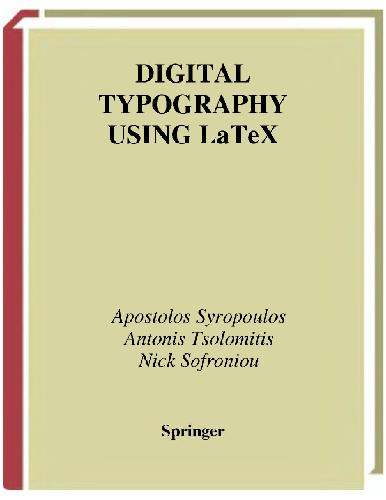 DIGITAL
TYPOGRAPHY
USING LaTeX
Apostolos Syropoulos
Antonis Tsolomitis
Nick Sofroniou
Springer